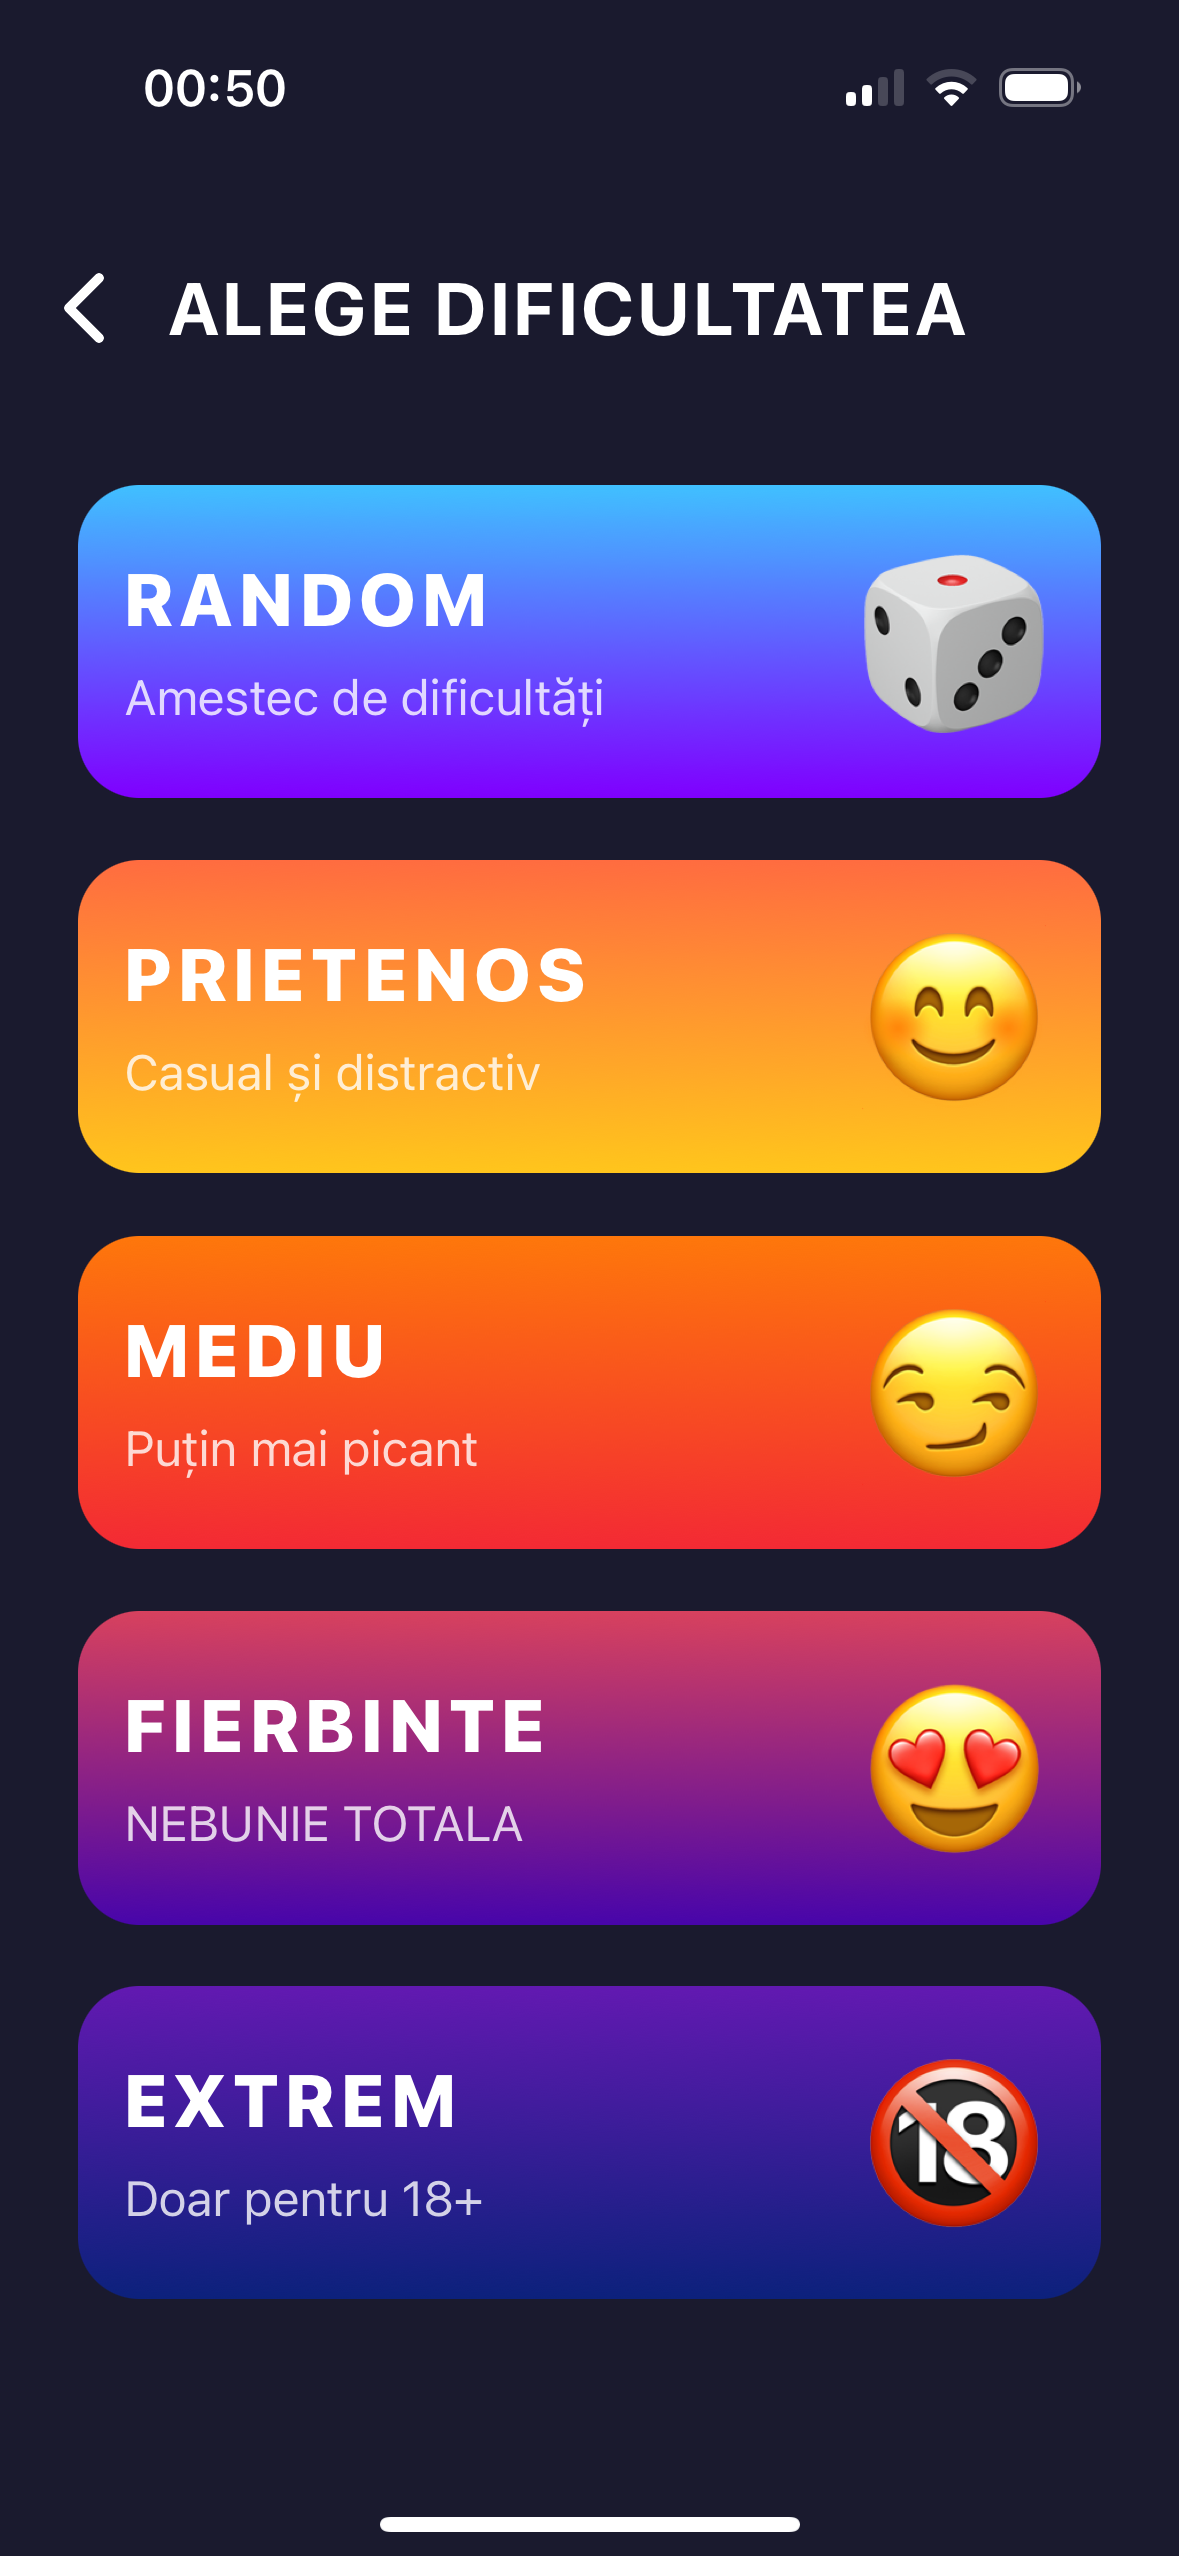 00:50
ALEGE DIFICULTATEA
RANDOM
Amestec de dificultăți
PRIETENOS
Casual și distractiv
MEDIU
Puțin mai picant
FIERBINTE
NEBUNIE TOTALA
EXTREM
18
Doar pentru 18+